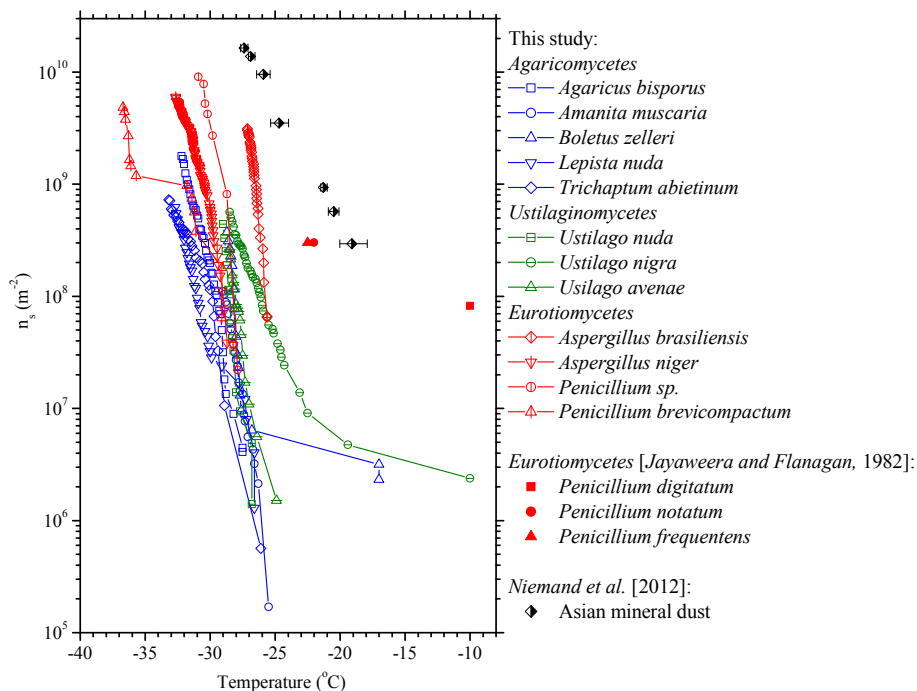 10^10
10^9
10^8
10^7
10^6
10^5
n_s (m^-2)
-40 -35 -30 -25 -20 -15 -10
Temperature (°C)
This study:
Agaricomycetes
Agaricus bisporus
Amanita muscaria
Boletus zelleri
Lepista nuda
Trichaptum abietinum
Ustilaginomycetes
Ustilago nuda
Ustilago nigra
Usilago avenae
Eurotiomycetes
Aspergillus brasiliensis
Aspergillus niger
Penicillium sp.
Penicillium brevicompactum
Eurotiomycetes [Jayaweera and Flanagan, 1982]:
Penicillium digitatum
Penicillium notatum
Penicillium frequentens
Niemand et al. [2012]:
Asian mineral dust